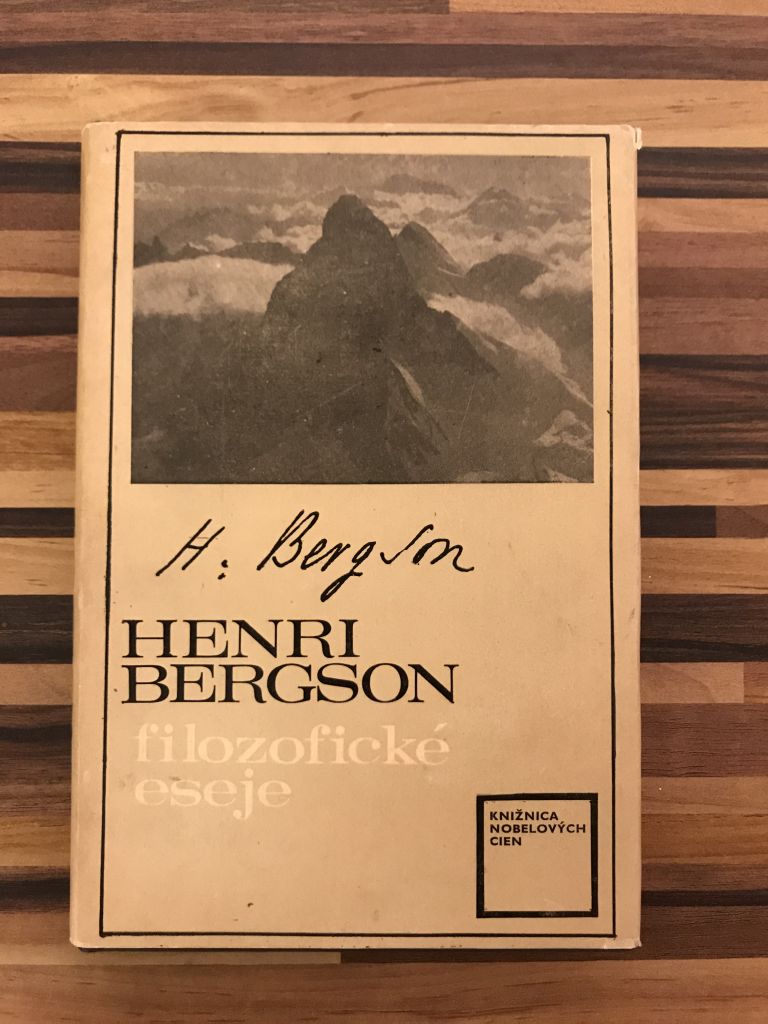 H. Bergson
HENRI
BERGSON
filozofické
eseje
KNIŽNICA
NOBELOVÝCH
CIEN